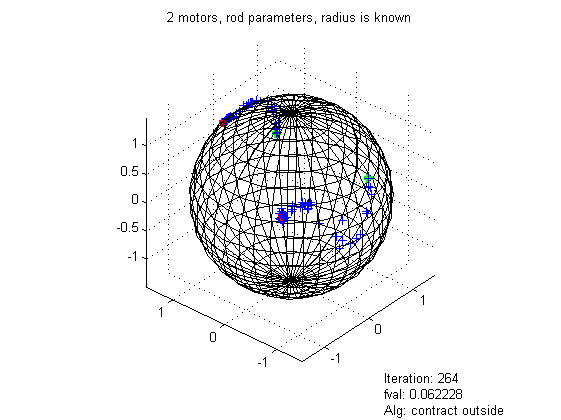 2 motors, rod parameters, radius is known
1
0.5
0
-0.5
-1
1
0
-1
-1
0
1
Iteration: 264
fval: 0.062228
Alg: contract outside